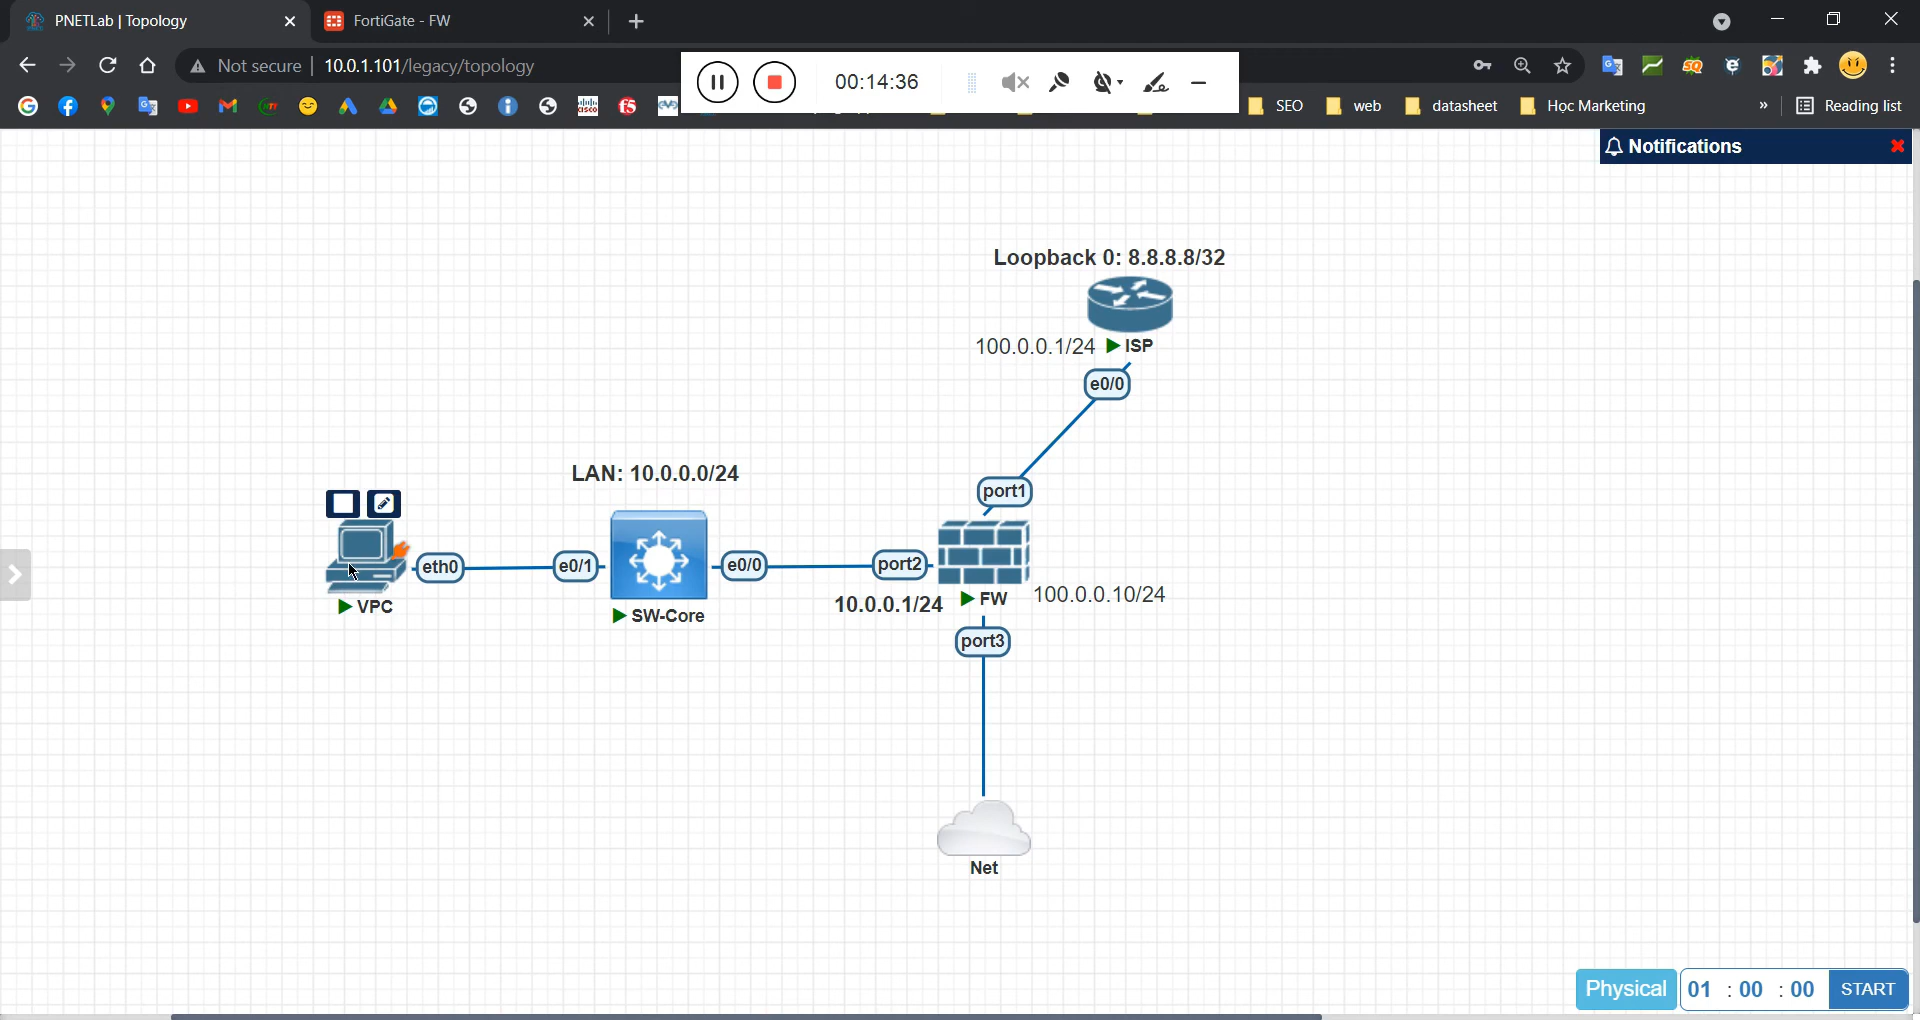 PNETLab | Topology
FortiGate - FW
Not secure
10.0.1.101/legacy/topology
00:14:36
SEO
web
datasheet
Học Marketing
»
Reading list
Notifications
Loopback 0: 8.8.8.8/32
100.0.0.1/24
ISP
e0/0
LAN: 10.0.0.0/24
port1
eth0
e0/1
e0/0
port2
VPC
SW-Core
10.0.0.1/24
FW
100.0.0.10/24
port3
Net
Physical
01 : 00 : 00
START